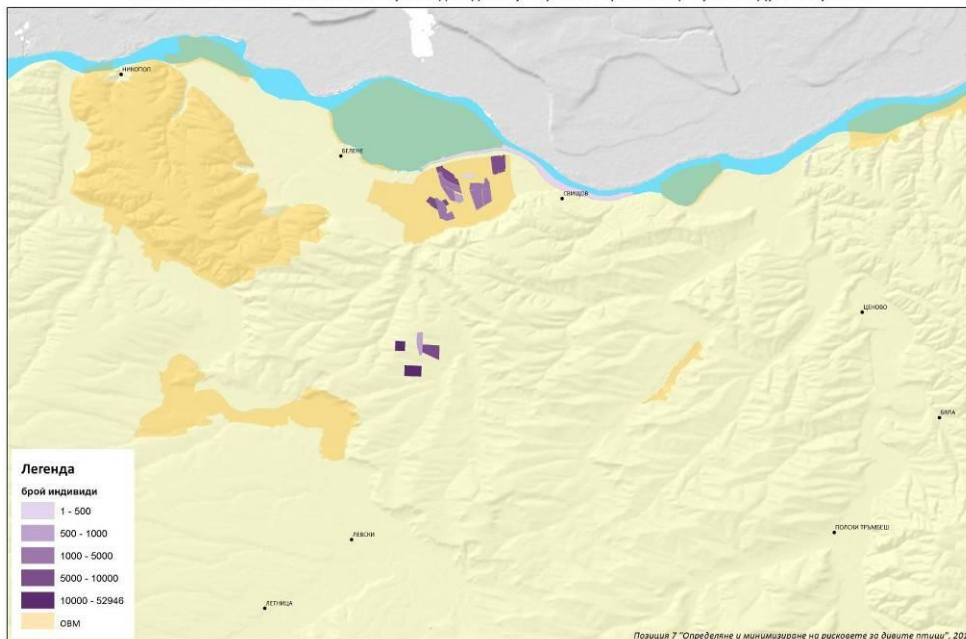 НИКОПОЛ
БЕЛЕНЕ
СВИЩОВ
ЦЕНОВО
БЯЛА
Легенда
брой индивиди
1 - 500
500 - 1000
1000 - 5000
5000 - 10000
10000 - 52946
ОВМ
ЛЕВСКИ
ПОЛСКИ ТРЪМБЕШ
ЛЕТНИЦА
Позиция 7 "Определяне и минимизиране на рисковете за дивите птици",